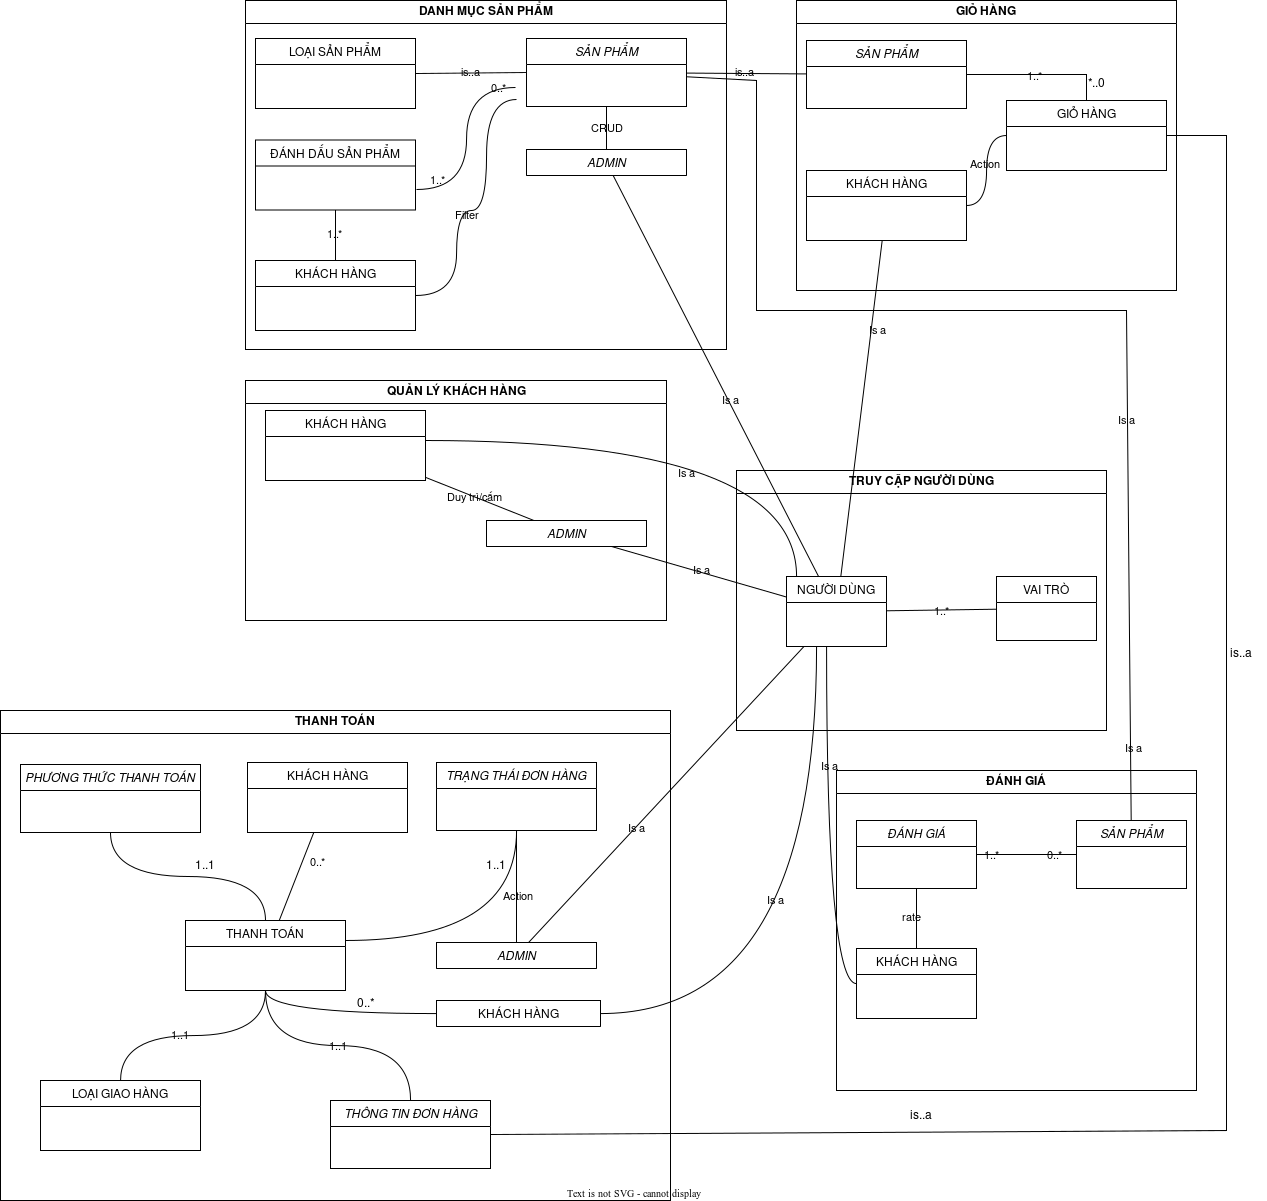 DANH MỤC SẢN PHẨM
LOẠI SẢN PHẨM
SẢN PHẨM
is..a
0..*
CRUD
ADMIN
ĐÁNH DẤU SẢN PHẨM
1..*
Filter
1..*
KHÁCH HÀNG
is..a
GIỎ HÀNG
SẢN PHẨM
1..*
*..0
GIỎ HÀNG
Action
KHÁCH HÀNG
Is a
Is a
Is a
QUẢN LÝ KHÁCH HÀNG
KHÁCH HÀNG
Is a
Duy trì/cấm
ADMIN
Is a
TRUY CẬP NGƯỜI DÙNG
NGƯỜI DÙNG
1..*
VAI TRÒ
is..a
Is a
Is a
THANH TOÁN
PHƯƠNG THỨC THANH TOÁN
KHÁCH HÀNG
TRẠNG THÁI ĐƠN HÀNG
Is a
1..1
0..*
1..1
Action
Is a
THANH TOÁN
ADMIN
0..*
KHÁCH HÀNG
1..1
1..1
LOẠI GIAO HÀNG
THÔNG TIN ĐƠN HÀNG
ĐÁNH GIÁ
ĐÁNH GIÁ
1..*
0..*
SẢN PHẨM
rate
KHÁCH HÀNG
is..a
Text is not SVG - cannot display